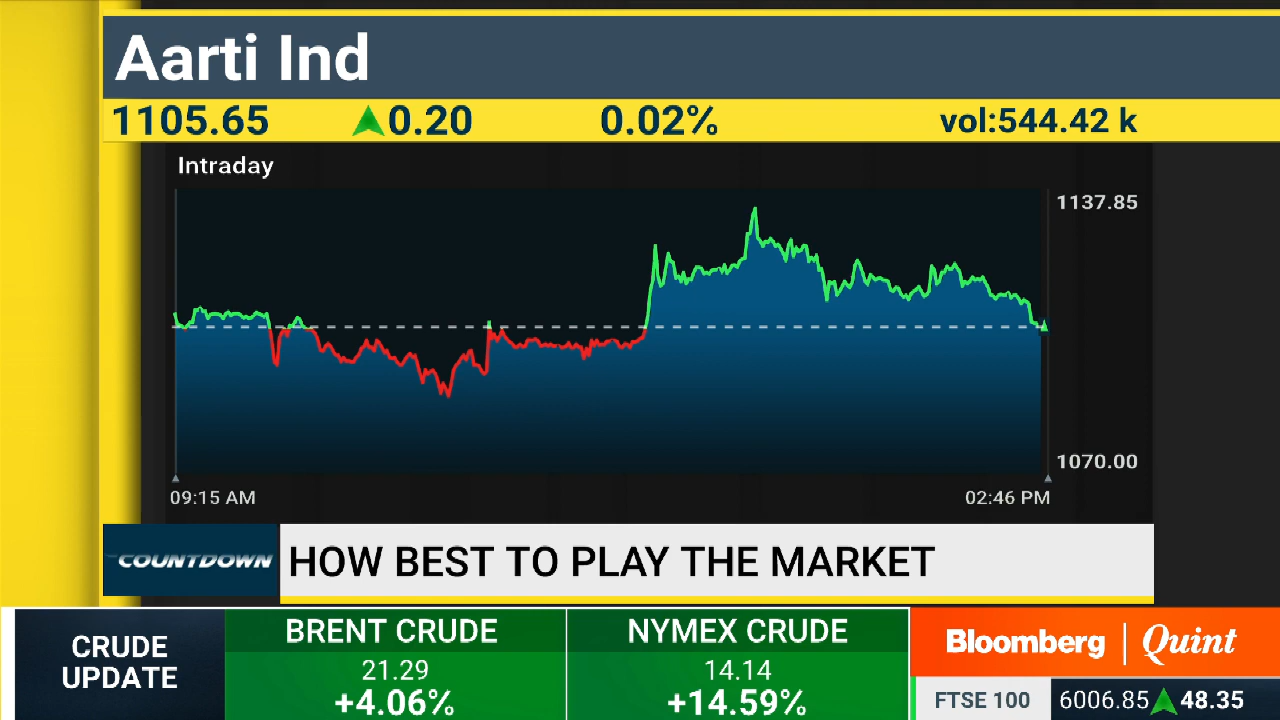 Aarti Ind
1105.65 0.20 0.02% vol:544.42 k
Intraday
1137.85
1070.00
09:15 AM 02:46 PM
COUNTDOWN HOW BEST TO PLAY THE MARKET
CRUDE UPDATE
BRENT CRUDE
21.29
+4.06%
NYMEX CRUDE
14.14
+14.59%
Bloomberg | Quint
FTSE 100 6006.85 48.35